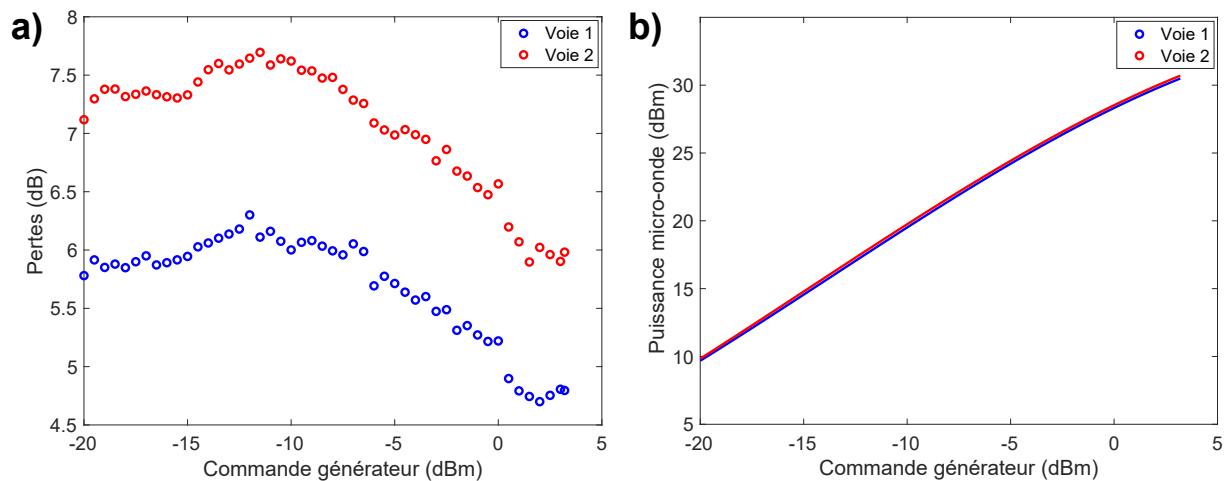 a)
Voie 1
Voie 2
8
7.5
7
6.5
6
5.5
5
4.5
Pertes (dB)
-20
-15
-10
-5
0
5
Commande générateur (dBm)
b)
Voie 1
Voie 2
30
25
20
15
10
5
Puissance micro-onde (dBm)
-20
-15
-10
-5
0
5
Commande générateur (dBm)